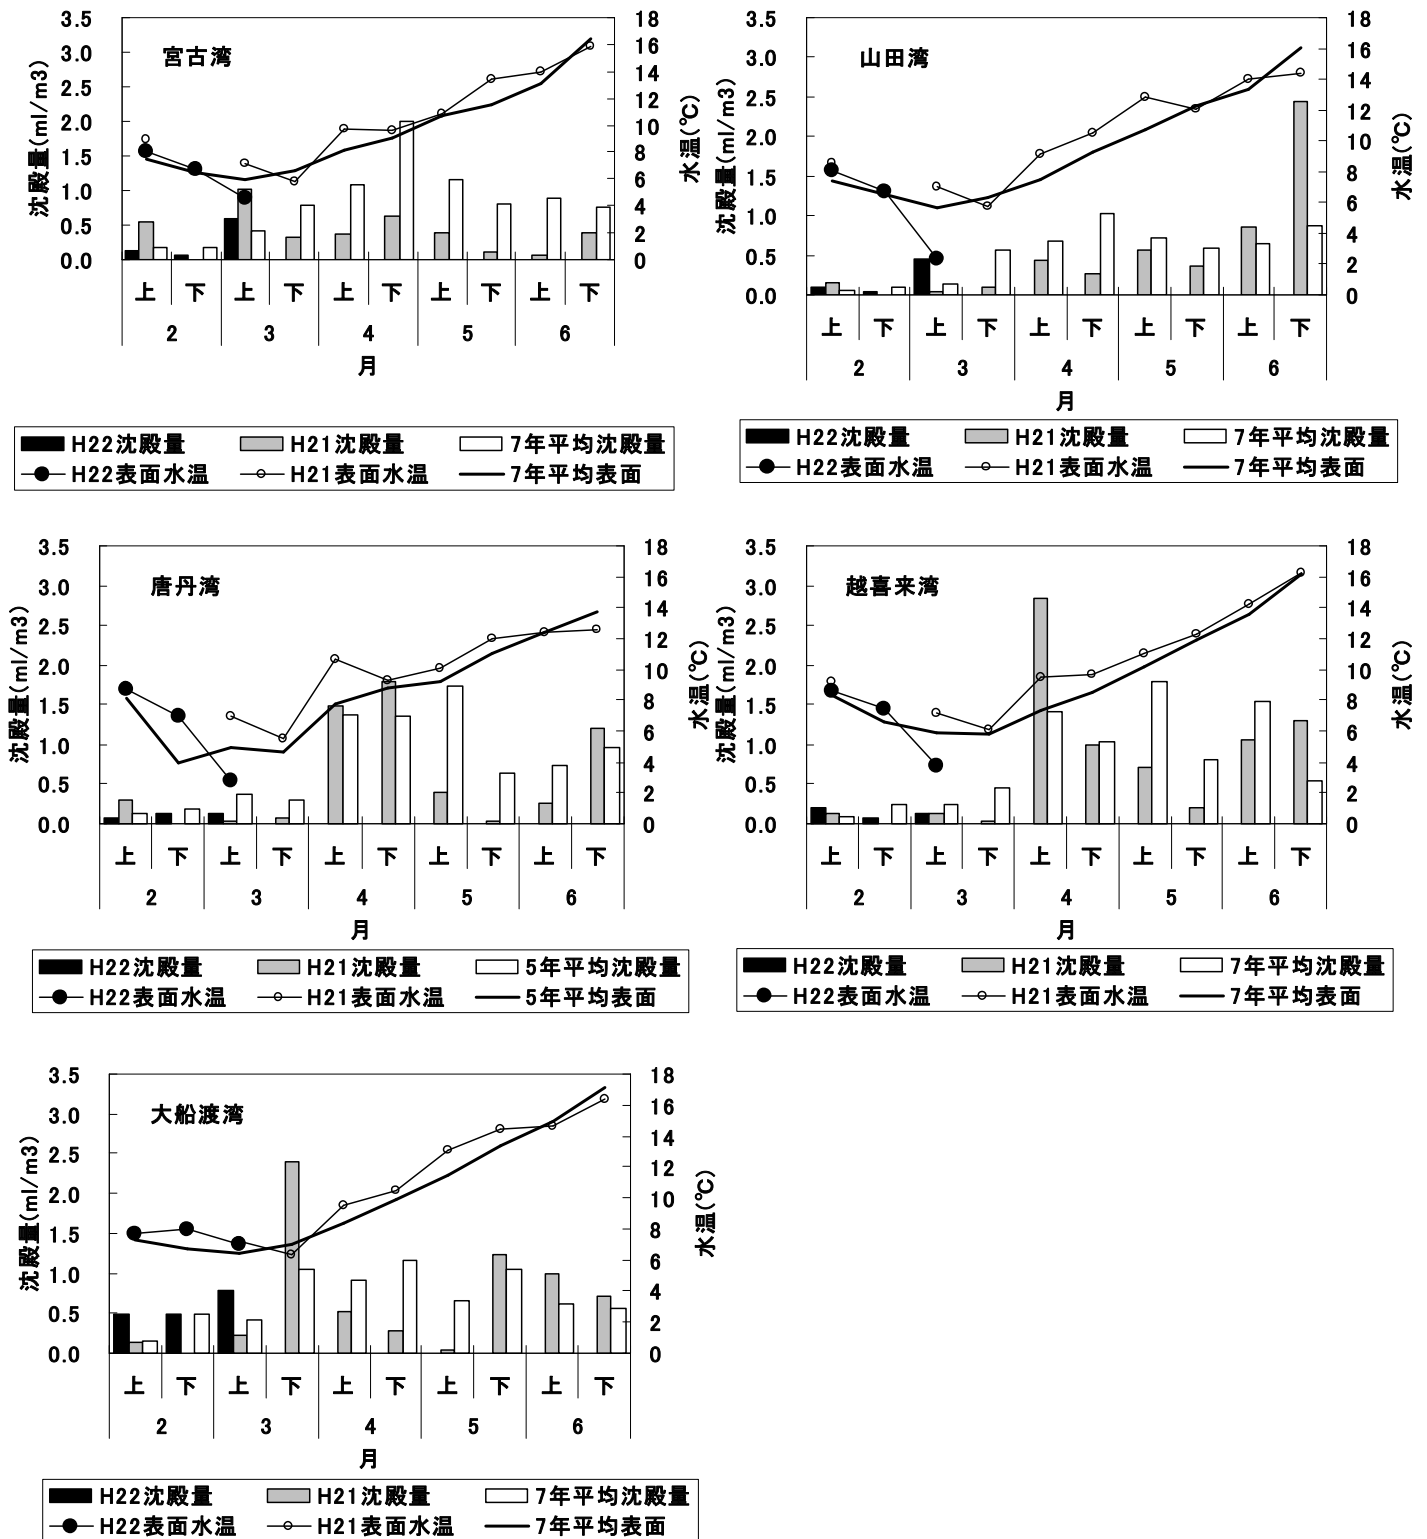 宮古湾
沈殿量(ml/m3)
3.5
3.0
2.5
2.0
1.5
1.0
0.5
0.0
18
16
14
12
10
8
6
4
2
0
水温(℃)
上 下 上 下 上 下 上 下 上 下
2 3 4 5 6
月
H22沈殿量 H21沈殿量 7年平均沈殿量
H22表面水温 H21表面水温 7年平均表面
山田湾
沈殿量(ml/m3)
3.5
3.0
2.5
2.0
1.5
1.0
0.5
0.0
18
16
14
12
10
8
6
4
2
0
水温(℃)
上 下 上 下 上 下 上 下 上 下
2 3 4 5 6
月
H22沈殿量 H21沈殿量 7年平均沈殿量
H22表面水温 H21表面水温 7年平均表面
唐丹湾
沈殿量(ml/m3)
3.5
3.0
2.5
2.0
1.5
1.0
0.5
0.0
18
16
14
12
10
8
6
4
2
0
水温(℃)
上 下 上 下 上 下 上 下 上 下
2 3 4 5 6
月
H22沈殿量 H21沈殿量 5年平均沈殿量
H22表面水温 H21表面水温 5年平均表面
越喜来湾
沈殿量(ml/m3)
3.5
3.0
2.5
2.0
1.5
1.0
0.5
0.0
18
16
14
12
10
8
6
4
2
0
水温(℃)
上 下 上 下 上 下 上 下 上 下
2 3 4 5 6
月
H22沈殿量 H21沈殿量 7年平均沈殿量
H22表面水温 H21表面水温 7年平均表面
大船渡湾
沈殿量(ml/m3)
3.5
3.0
2.5
2.0
1.5
1.0
0.5
0.0
18
16
14
12
10
8
6
4
2
0
水温(℃)
上 下 上 下 上 下 上 下 上 下
2 3 4 5 6
月
H22沈殿量 H21沈殿量 7年平均沈殿量
H22表面水温 H21表面水温 7年平均表面